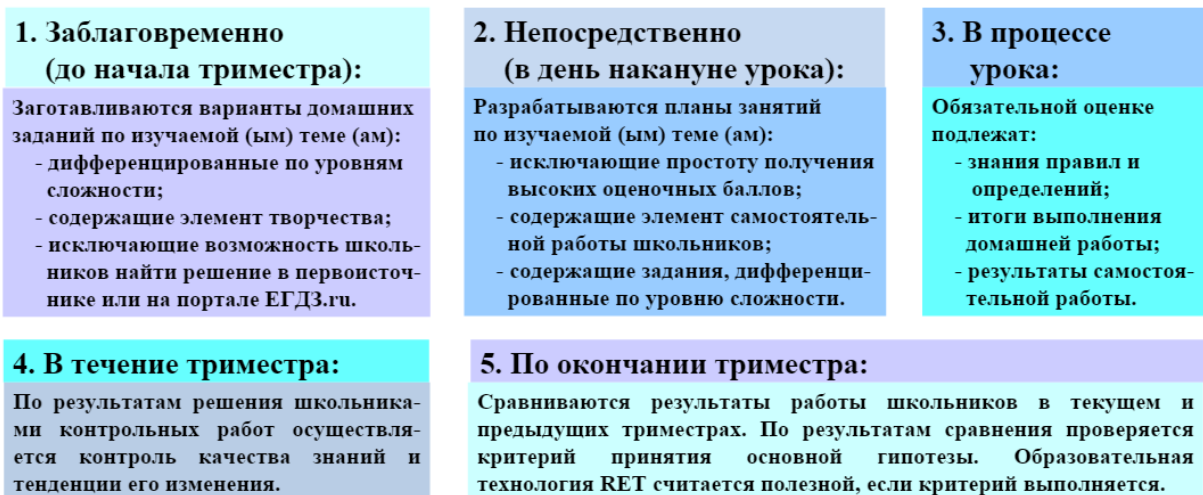 1. Заблаговременно
(до начала триместра):
Заготавливаются варианты домашних
заданий по изучаемой (ым) теме (ам):
- дифференцированные по уровням
сложности;
- содержащие элемент творчества;
- исключающие возможность школь-
ников найти решение в первоисточ-
нике или на портале ЕГДЗ.ru.
2. Непосредственно
(в день накануне урока):
Разрабатываются планы занятий
по изучаемой (ым) теме (ам):
- исключающие простоту получения
высоких оценочных баллов;
- содержащие элемент самостоятель-
ной работы школьников;
- содержащие задания, дифференци-
рованные по уровню сложности.
3. В процессе
урока:
Обязательной оценке
подлежат:
- знания правил и
определений;
- итоги выполнения
домашней работы;
- результаты самостоя-
тельной работы.
4. В течение триместра:
По результатам решения школьника-
ми контрольных работ осуществля-
ется контроль качества знаний и
тенденции его изменения.
5. По окончании триместра:
Сравниваются результаты работы школьников в текущем и
предыдущих триместрах. По результатам сравнения проверяется
критерий принятия основной гипотезы. Образовательная
технология RET считается полезной, если критерий выполняется.